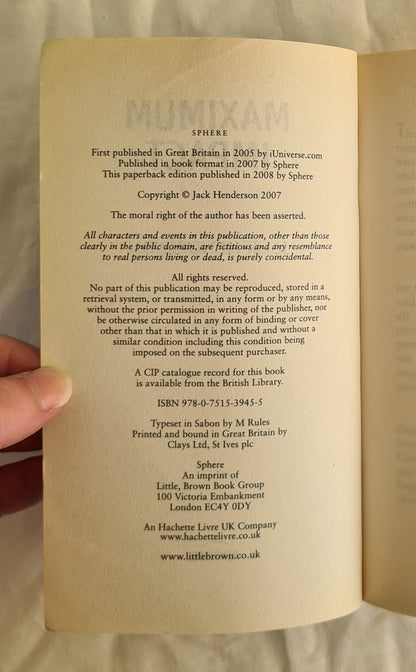 SPHERE
First published in Great Britain in 2005 by iUniverse.com
Published in book format in 2007 by Sphere
This paperback edition published in 2008 by Sphere
Copyright © Jack Henderson 2007
The moral right of the author has been asserted.
All characters and events in this publication, other than those
clearly in the public domain, are fictitious and any resemblance
to real persons living or dead, is purely coincidental.
All rights reserved.
No part of this publication may be reproduced, stored in a
retrieval system, or transmitted, in any form or by any means,
without the prior permission in writing of the publisher, nor
be otherwise circulated in any form of binding or cover
other than that in which it is published and without a
similar condition including this condition being
imposed on the subsequent purchaser.
A CIP catalogue record for this book
is available from the British Library.
ISBN 978-0-7515-3945-5
Typeset in Sabon by M Rules
Printed and bound in Great Britain by
Clays Ltd, St Ives plc
Sphere
An imprint of
Little, Brown Book Group
100 Victoria Embankment
London EC4Y 0DY
An Hachette Livre UK Company
www.hachettelivre.co.uk
www.littlebrown.co.uk